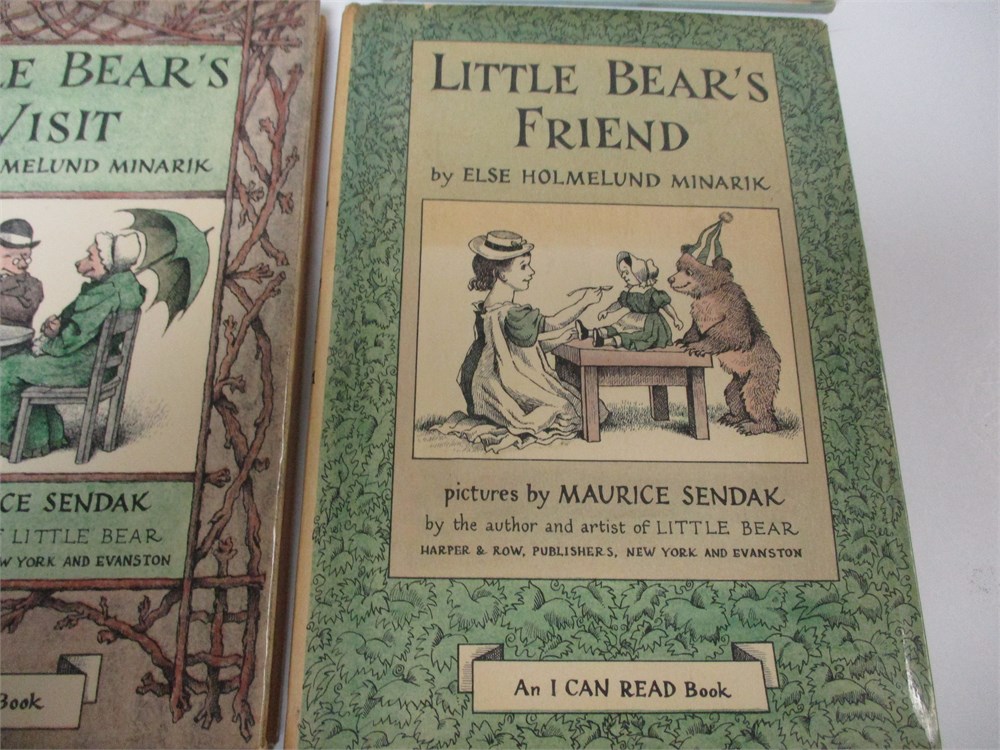 LE BEAR'S
VISIT
MELUND MINARIK
CE SENDAK
F LITTLE BEAR
W YORK AND EVANSTON
Book
LITTLE BEAR'S
FRIEND
by ELSE HOLMELUND MINARIK
pictures by MAURICE SENDAK
by the author and artist of LITTLE BEAR
HARPER & ROW, PUBLISHERS, NEW YORK AND EVANSTON
An I CAN READ Book